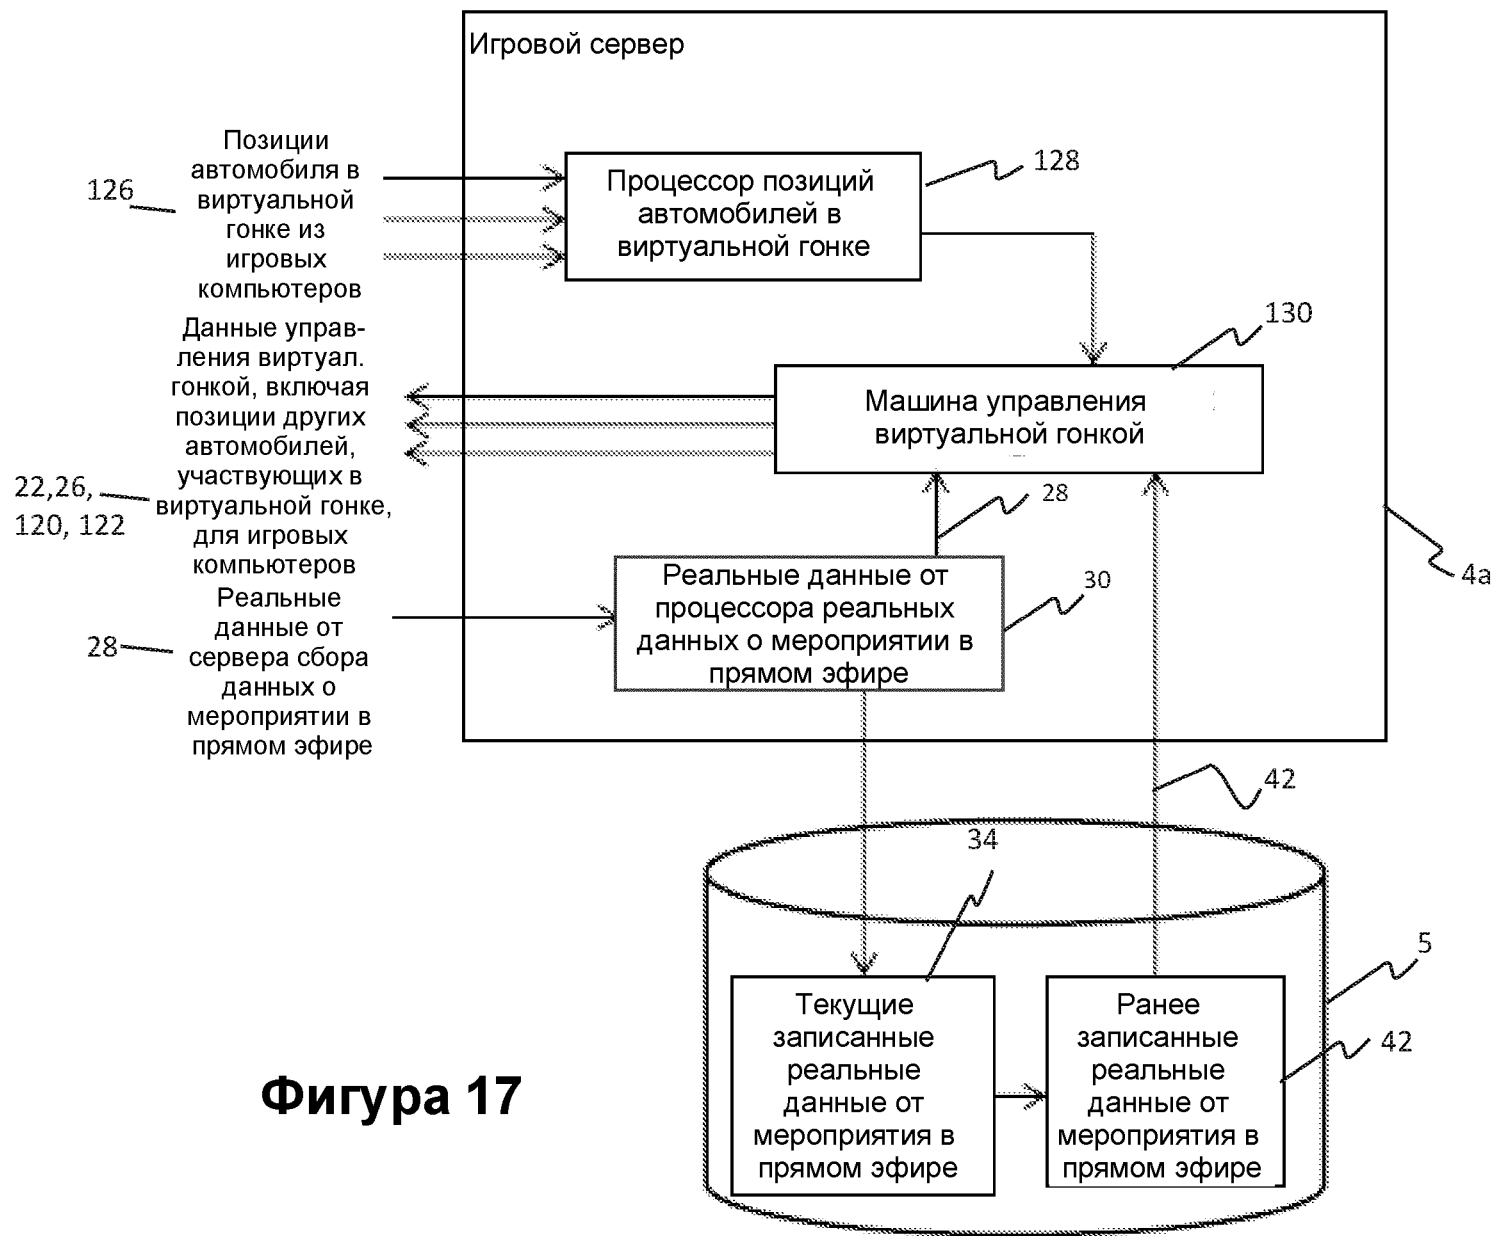 Игровой сервер
Позиции
автомобиля в
виртуальной
гонке из
игровых
компьютеров
126
Процессор позиций
автомобилей в
виртуальной гонке
128
130
Данные управ-
ления виртуал.
гонкой, включая
позиции других
автомобилей,
участвующих в
виртуальной гонке,
для игровых
компьютеров
22,26,
120, 122
Машина управления
виртуальной гонкой
28
4a
Реальные
данные от
сервера сбора
данных о
мероприятии в
прямом эфире
28
Реальные данные от
процессора реальных
данных о мероприятии в
прямом эфире
30
42
34
5
Текущие
записанные
реальные
данные от
мероприятия в
прямом эфире
Ранее
записанные
реальные
данные от
мероприятия в
прямом эфире
42
Фигура 17